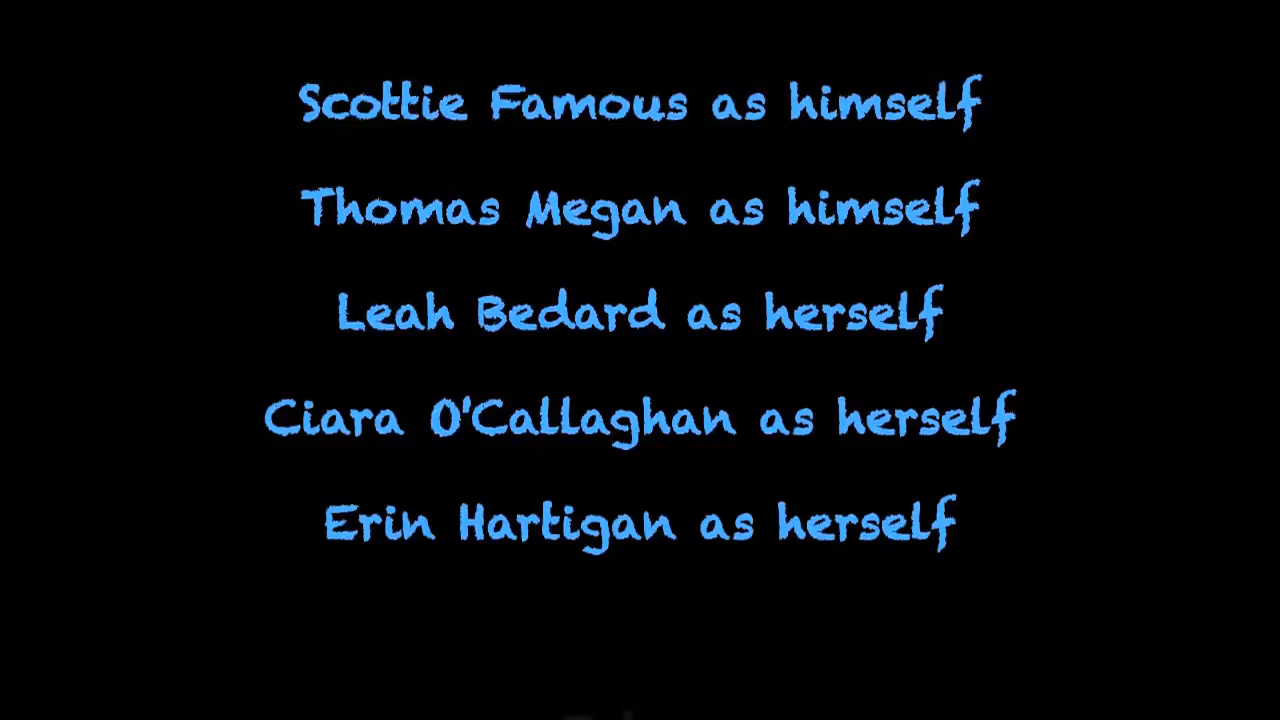 Scottie Famous as himself
Thomas Megan as himself
Leah Bedard as herself
Ciara O'Callaghan as herself
Erin Hartigan as herself